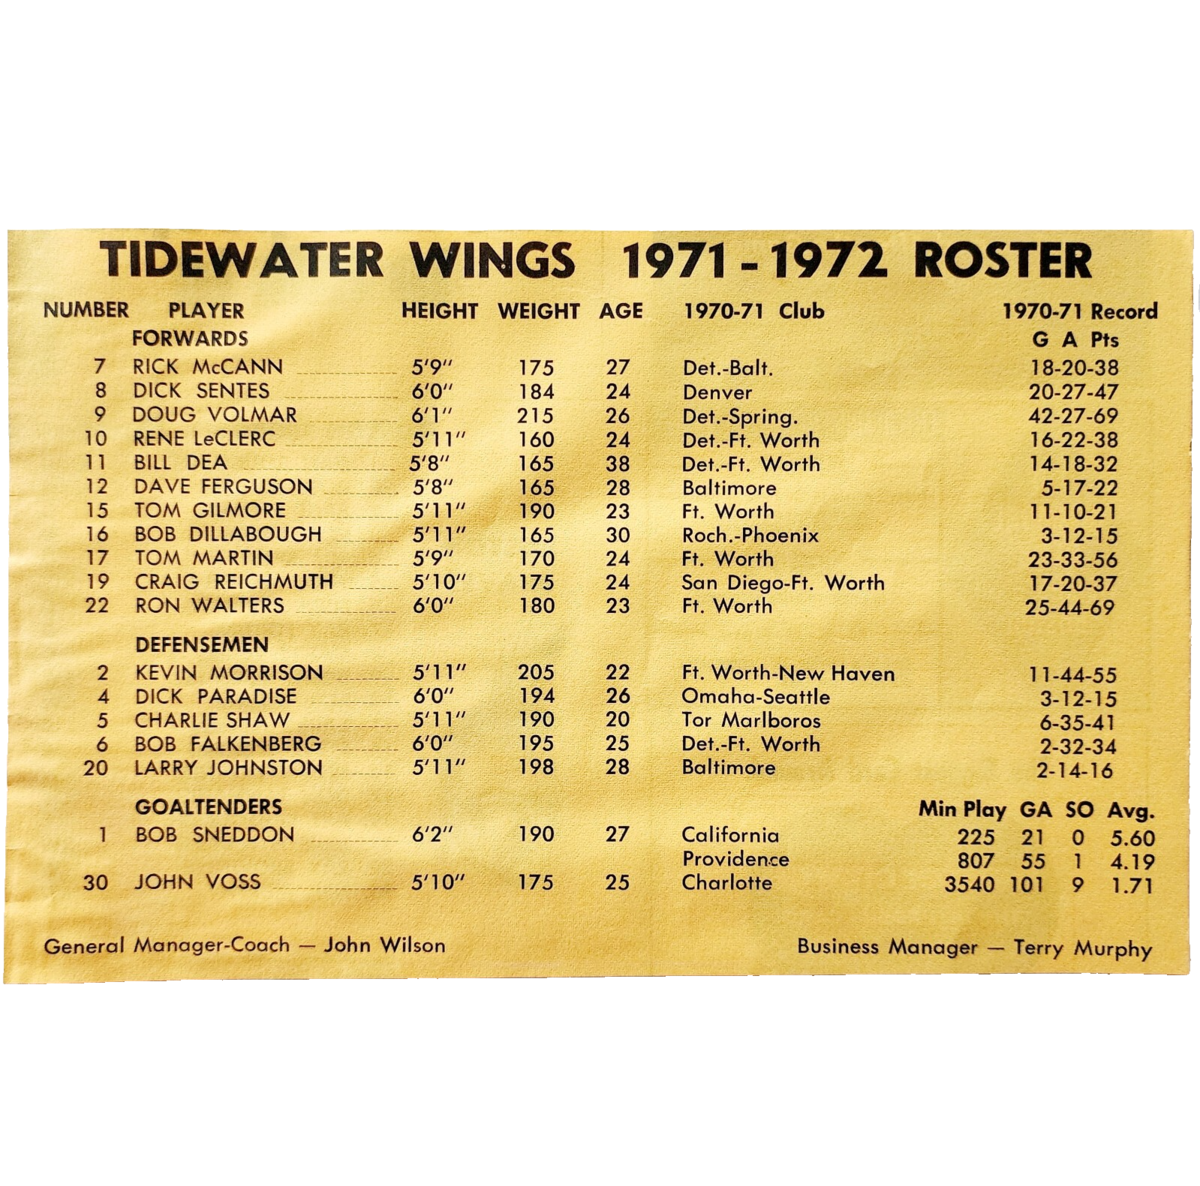 TIDEWATER WINGS 1971-1972 ROSTER
NUMBER PLAYER HEIGHT WEIGHT AGE 1970-71 Club 1970-71 Record
FORWARDS G A Pts
7 RICK McCANN 5'9" 175 27 Det.-Balt. 18-20-38
8 DICK SENTES 6'0" 184 24 Denver 20-27-47
9 DOUG VOLMAR 6'1" 215 26 Det.-Spring. 42-27-69
10 RENE LeCLERC 5'11" 160 24 Det.-Ft. Worth 16-22-38
11 BILL DEA 5'8" 165 38 Det.-Ft. Worth 14-18-32
12 DAVE FERGUSON 5'8" 165 28 Baltimore 5-17-22
15 TOM GILMORE 5'11" 190 23 Ft. Worth 11-10-21
16 BOB DILLABOUGH 5'11" 165 30 Roch.-Phoenix 3-12-15
17 TOM MARTIN 5'9" 170 24 Ft. Worth 23-33-56
19 CRAIG REICHMUTH 5'10" 175 24 San Diego-Ft. Worth 17-20-37
22 RON WALTERS 6'0" 180 23 Ft. Worth 25-44-69
DEFENSEMEN
2 KEVIN MORRISON 5'11" 205 22 Ft. Worth-New Haven 11-44-55
4 DICK PARADISE 6'0" 194 26 Omaha-Seattle 3-12-15
5 CHARLIE SHAW 5'11" 190 20 Tor Marlboros 6-35-41
6 BOB FALKENBERG 6'0" 195 25 Det.-Ft. Worth 2-32-34
20 LARRY JOHNSTON 5'11" 198 28 Baltimore 2-14-16
GOALTENDERS Min Play GA SO Avg.
1 BOB SNEDDON 6'2" 190 27 California 225 21 0 5.60
Providence 807 55 1 4.19
30 JOHN VOSS 5'10" 175 25 Charlotte 3540 101 9 1.71
General Manager-Coach — John Wilson Business Manager — Terry Murphy